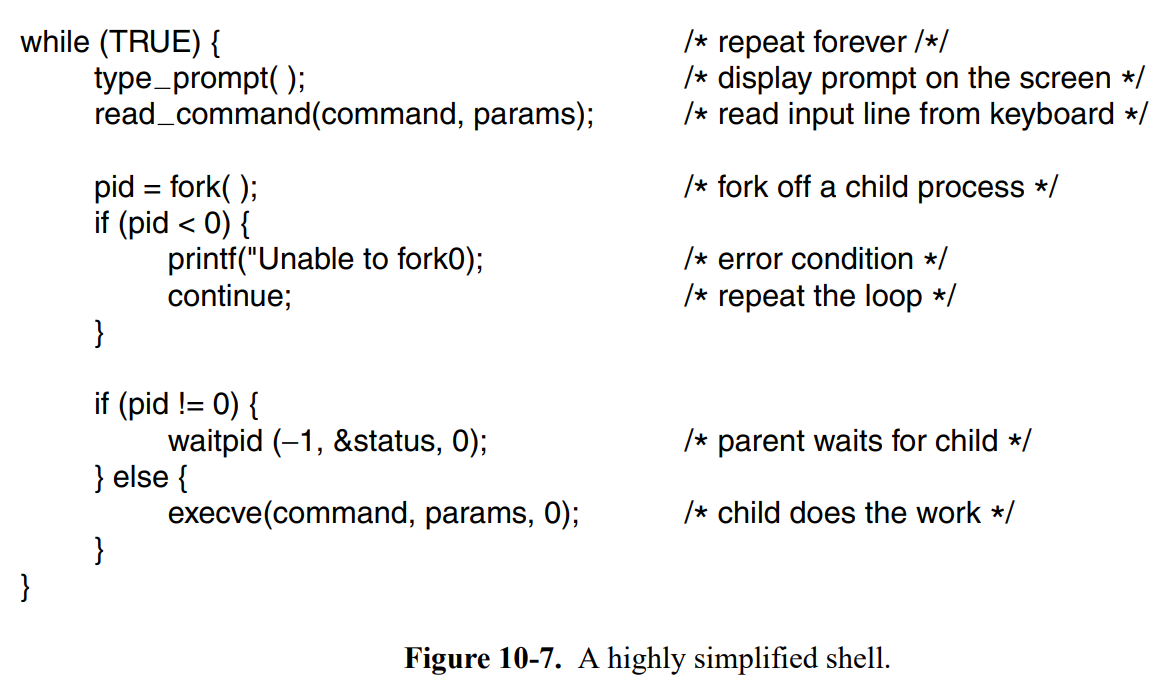 while (TRUE) { /* repeat forever /*/
type_prompt( ); /* display prompt on the screen */
read_command(command, params); /* read input line from keyboard */
pid = fork( ); /* fork off a child process */
if (pid < 0) {
printf("Unable to fork0); /* error condition */
continue; /* repeat the loop */
}
if (pid != 0) {
waitpid (−1, &status, 0); /* parent waits for child */
} else {
execve(command, params, 0); /* child does the work */
}
}
Figure 10-7. A highly simplified shell.